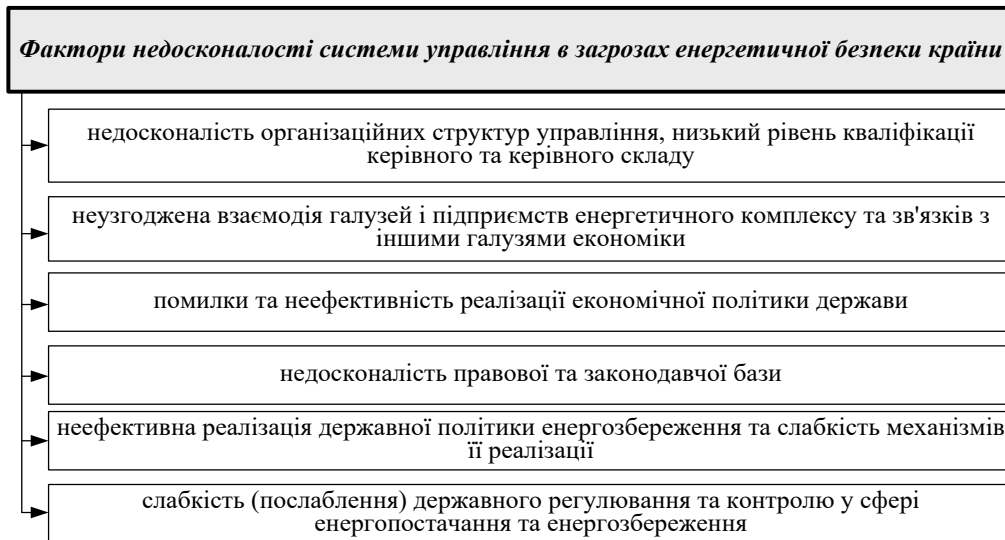 Фактори недосконалості системи управління в загрозах енергетичної безпеки країни
недосконалість організаційних структур управління, низький рівень кваліфікації
керівного та керівного складу
неузгоджена взаємодія галузей і підприємств енергетичного комплексу та зв'язків з
іншими галузями економіки
помилки та неефективність реалізації економічної політики держави
недосконалість правової та законодавчої бази
неефективна реалізація державної політики енергозбереження та слабкість механізмів
її реалізації
слабкість (послаблення) державного регулювання та контролю у сфері
енергопостачання та енергозбереження